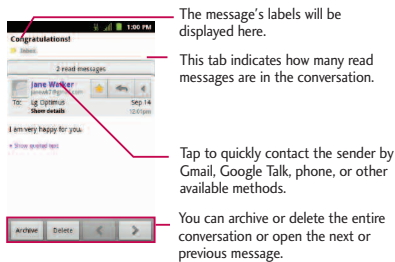 1:00 PM
Congratulations!
Inbox
2 read messages
Jane Walker
To: Lg Optimus Sep 14
Show details 12:01pm
I am very happy for you.
+ Show quoted text
Archive Delete
The message's labels will be
displayed here.
This tab indicates how many read
messages are in the conversation.
Tap to quickly contact the sender by
Gmail, Google Talk, phone, or other
available methods.
You can archive or delete the entire
conversation or open the next or
previous message.